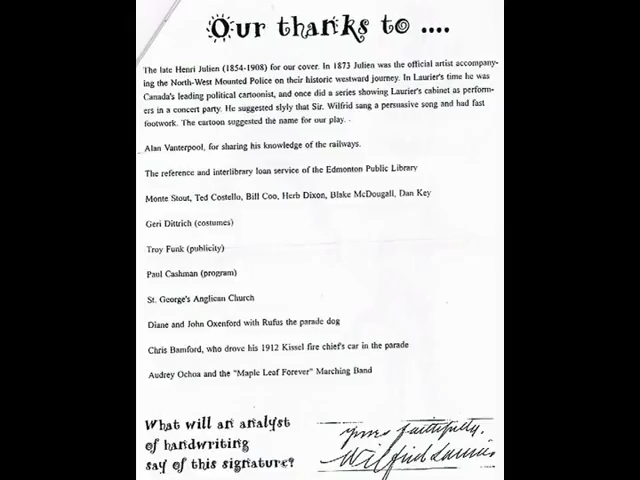 Our thanks to ....
The late Henri Julien (1854-1908) for our cover. In 1873 Julien was the official artist accompany-
ing the North-West Mounted Police on their historic westward journey. In Laurier's time he was
Canada's leading political cartoonist, and once did a series showing Laurier's cabinet as perform-
ers in a concert party. He suggested slyly that Sir. Wilfrid sang a persuasive song and had fast
footwork. The cartoon suggested the name for our play.
Alan Vanterpool, for sharing his knowledge of the railways.
The reference and interlibrary loan service of the Edmonton Public Library
Monte Stout, Ted Costello, Bill Coo, Herb Dixon, Blake McDougall, Dan Key
Geri Dittrich (costumes)
Troy Funk (publicity)
Paul Cashman (program)
St. George's Anglican Church
Diane and John Oxenford with Rufus the parade dog
Chris Bamford, who drove his 1912 Kissel fire chief's car in the parade
Audrey Ochoa and the "Maple Leaf Forever" Marching Band
What will an analyst
of handwriting
say of this signature?
Yours faithfully,
Wilfrid Laurier